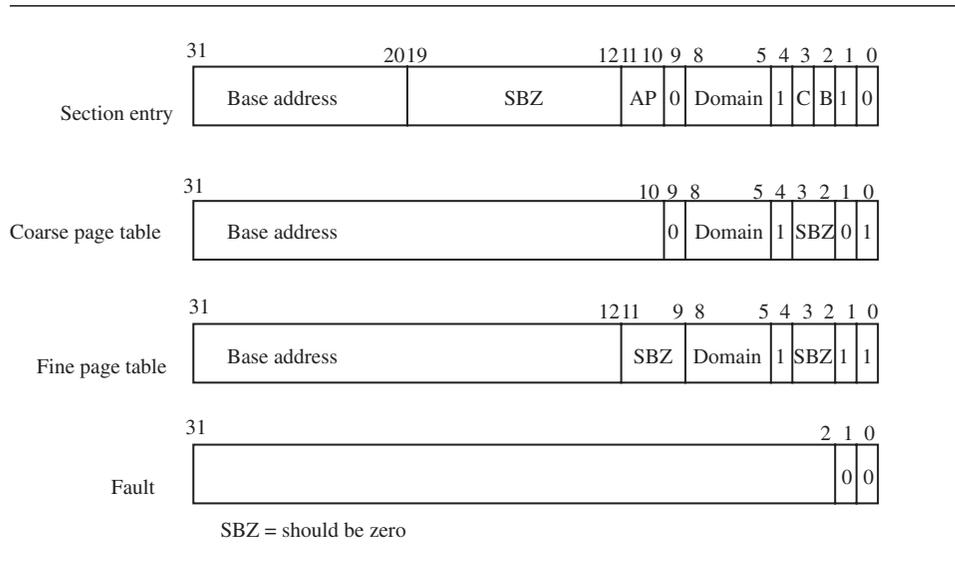 31 20 19 12 11 10 9 8 5 4 3 2 1 0
Section entry Base address SBZ AP 0 Domain 1 C B 1 0
31 10 9 8 5 4 3 2 1 0
Coarse page table Base address 0 Domain 1 SBZ 0 1
31 12 11 9 8 5 4 3 2 1 0
Fine page table Base address SBZ Domain 1 SBZ 1 1
31 2 1 0
Fault 0 0
SBZ = should be zero